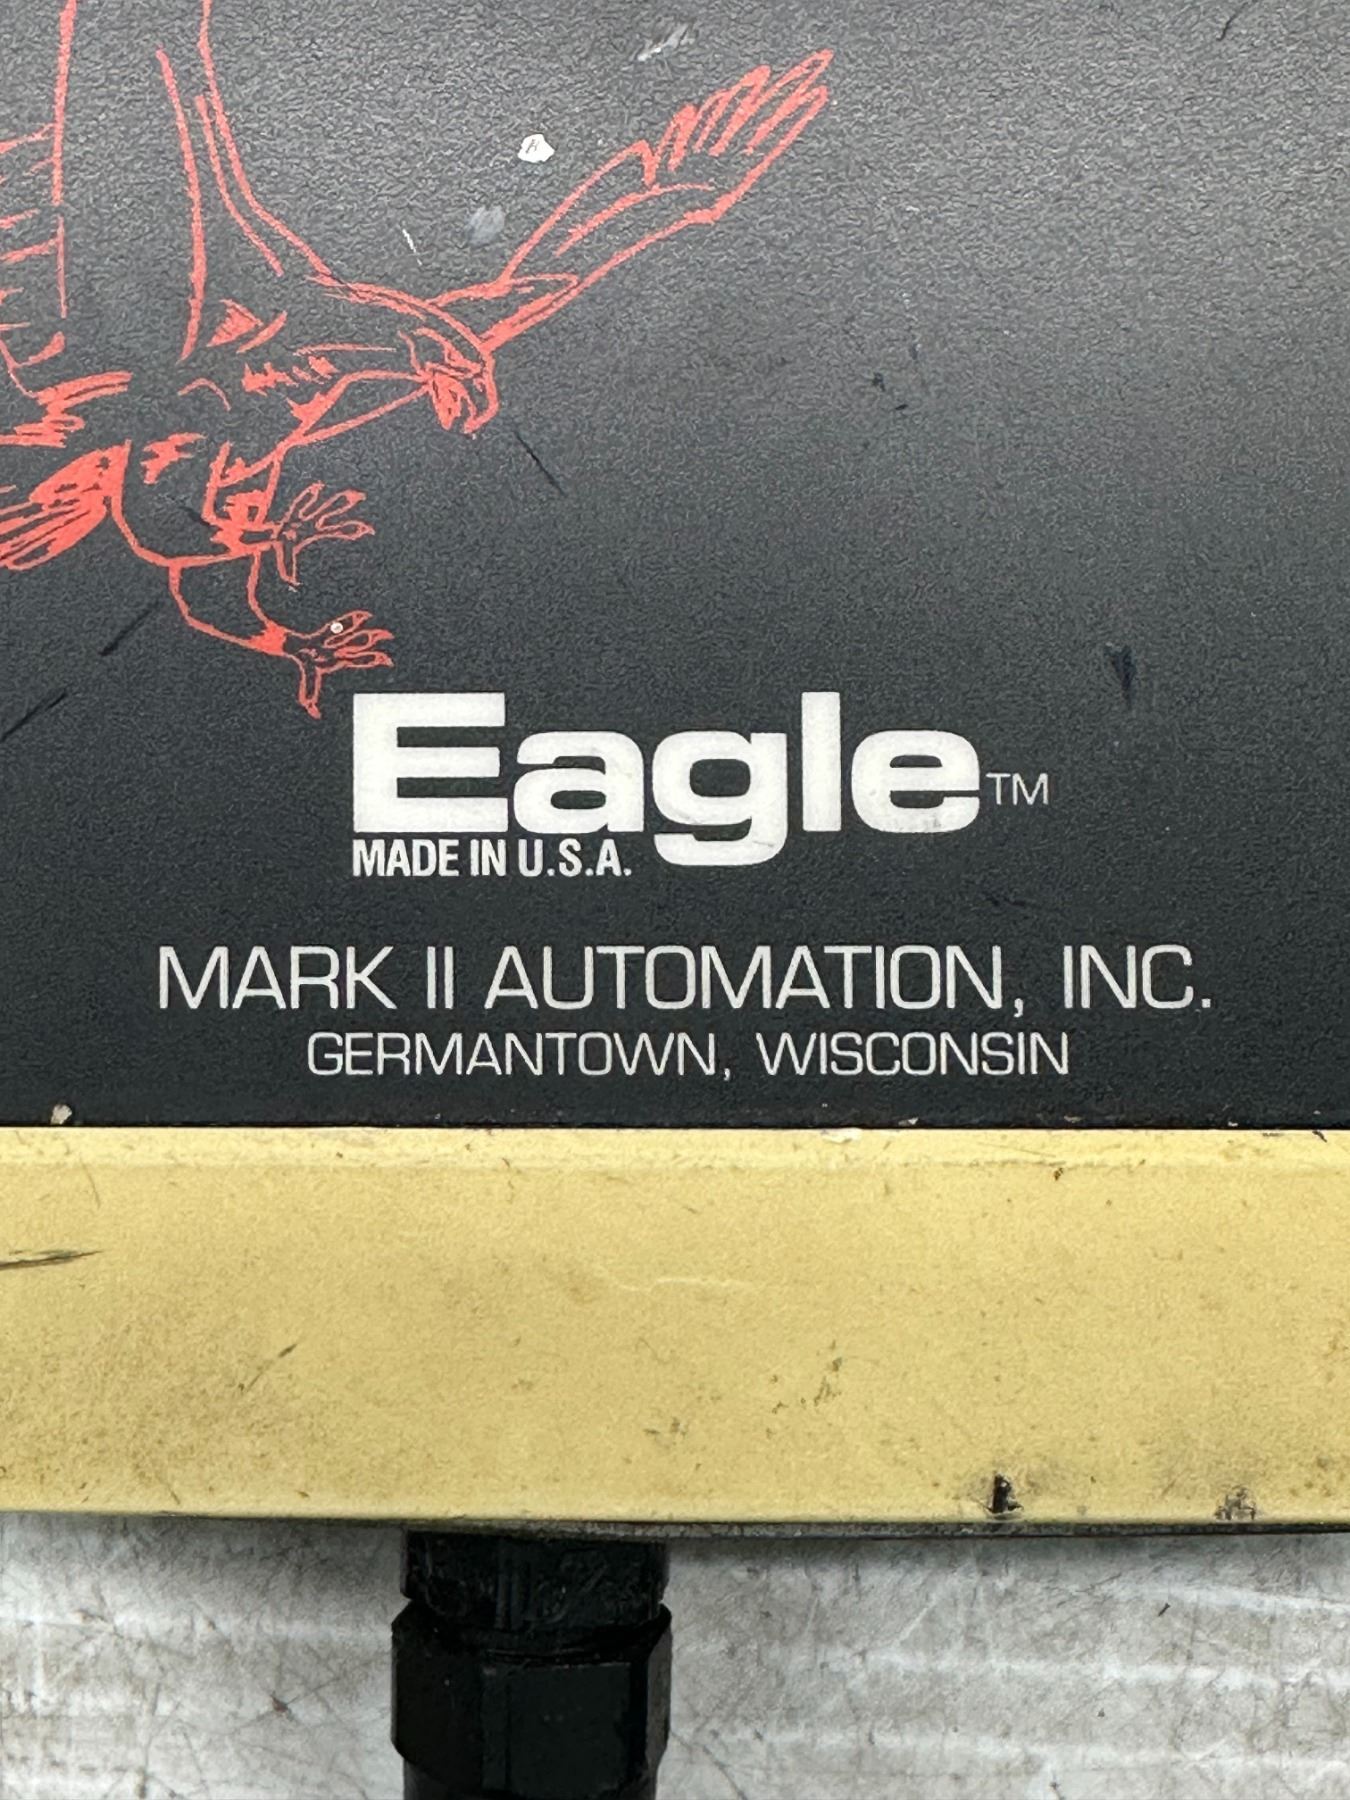 Eagle™
MADE IN U.S.A.
MARK II AUTOMATION, INC.
GERMANTOWN, WISCONSIN